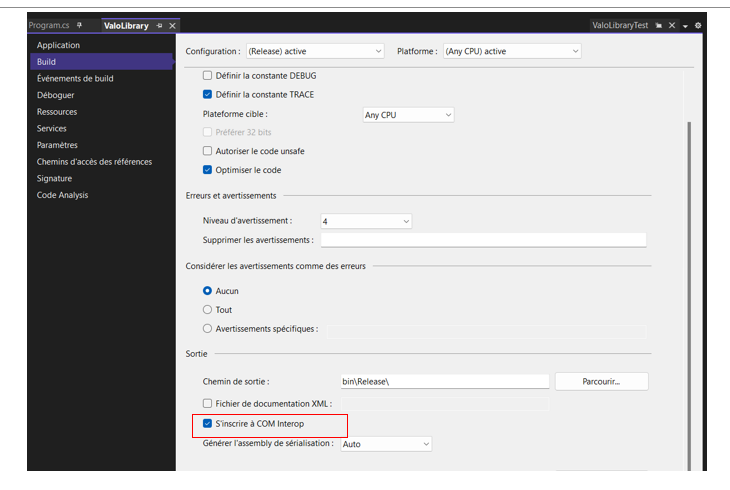 Program.cs
ValoLibrary
ValoLibraryTest
Application
Build
Événements de build
Déboguer
Ressources
Services
Paramètres
Chemins d'accès des références
Signature
Code Analysis
Configuration : (Release) active Platforme : (Any CPU) active
Définir la constante DEBUG
Définir la constante TRACE
Plateforme cible : Any CPU
Préférer 32 bits
Autoriser le code unsafe
Optimiser le code
Erreurs et avertissements
Niveau d'avertissement : 4
Supprimer les avertissements :
Considérer les avertissements comme des erreurs
Aucun
Tout
Avertissements spécifiques :
Sortie
Chemin de sortie : bin\Release\ Parcourir...
Fichier de documentation XML :
S'inscrire à COM Interop
Générer l'assembly de sérialisation : Auto